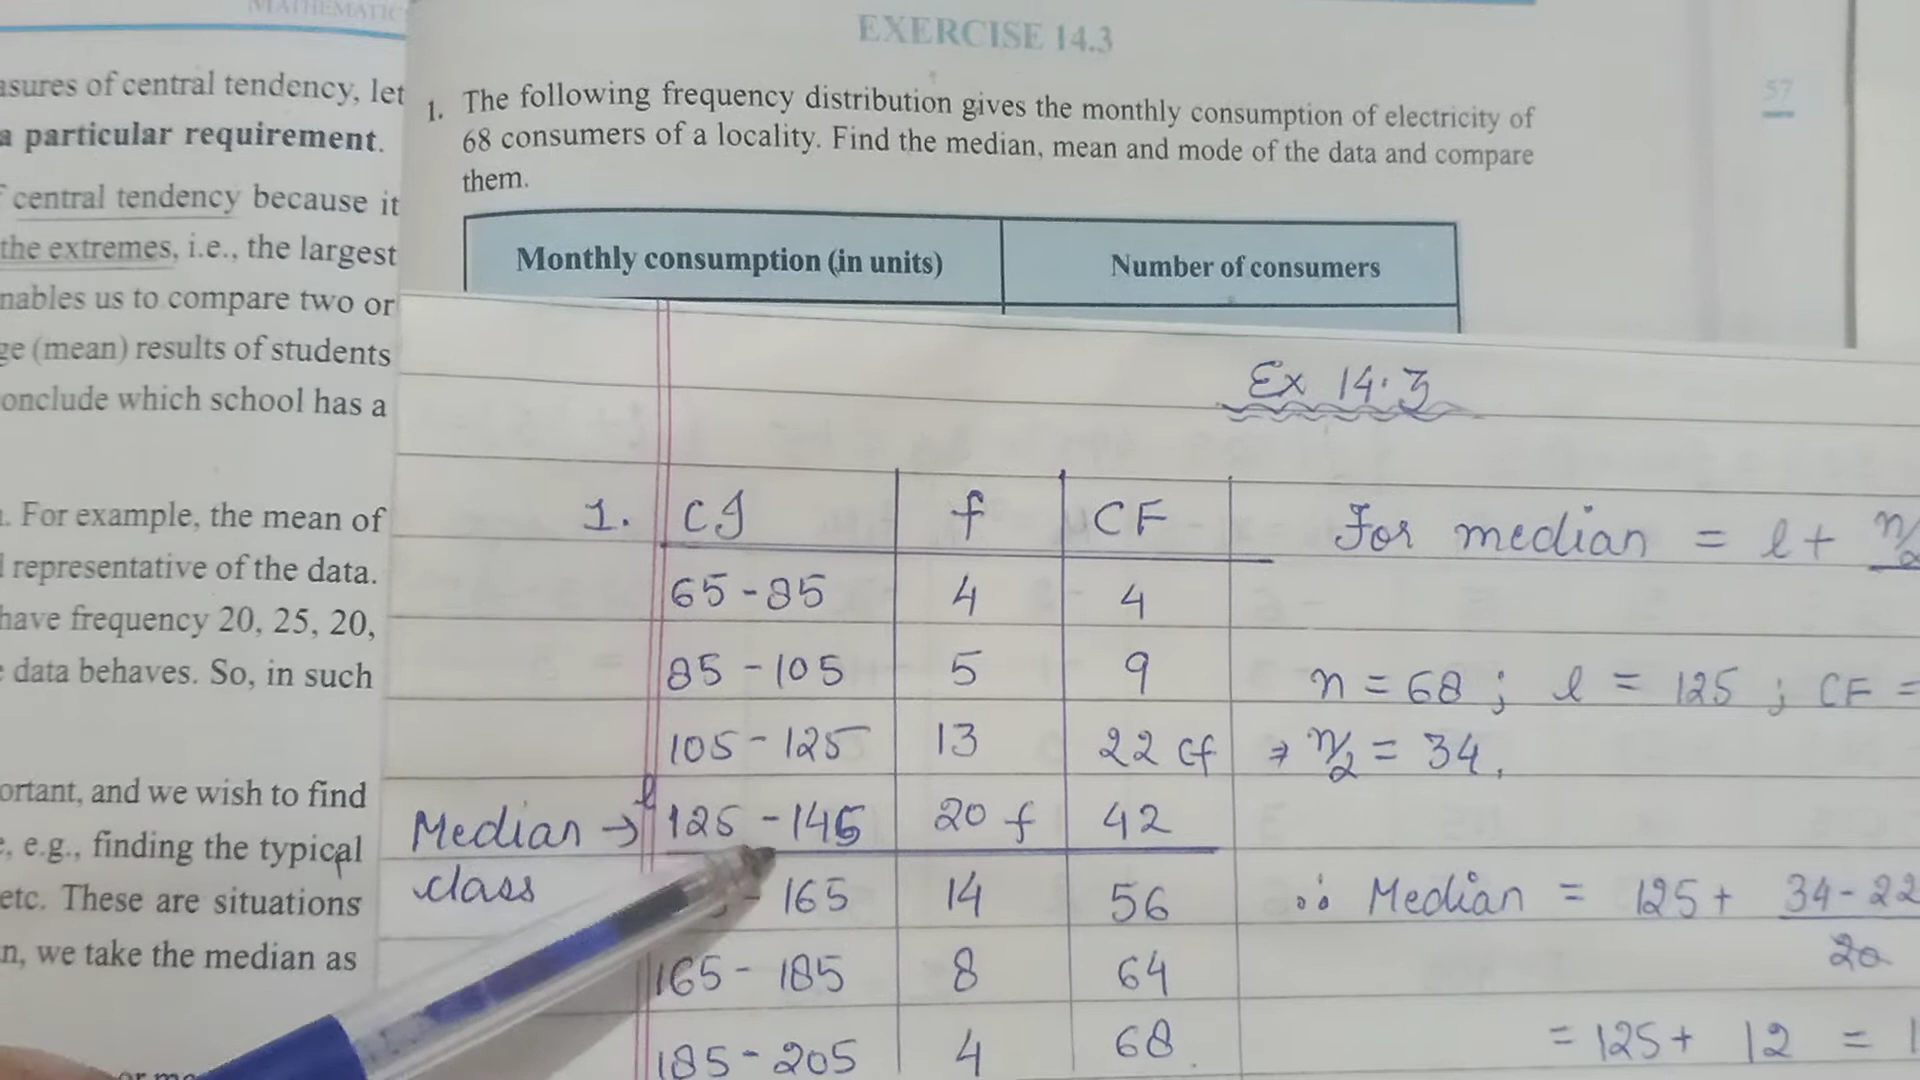 MATHEMATIC
EXERCISE 14.3
57
asures of central tendency, let
a particular requirement.
central tendency because it
the extremes, i.e., the largest
nables us to compare two or
ge (mean) results of students
onclude which school has a
. For example, the mean of
l representative of the data.
have frequency 20, 25, 20,
data behaves. So, in such
ortant, and we wish to find
, e.g., finding the typical
etc. These are situations
n, we take the median as
1. The following frequency distribution gives the monthly consumption of electricity of
68 consumers of a locality. Find the median, mean and mode of the data and compare
them.
Monthly consumption (in units) Number of consumers
Ex 14.3
1. CI f CF For median = l + n/2
65-85 4 4
85-105 5 9 n = 68 ; l = 125 ; CF =
105-125 13 22 cf ⇒ n/2 = 34,
Median → l 125-145 20 f 42
class - 165 14 56 ∴ Median = 125 + 34-22
20
165-185 8 64
185-205 4 68 = 125 + 12 = 1